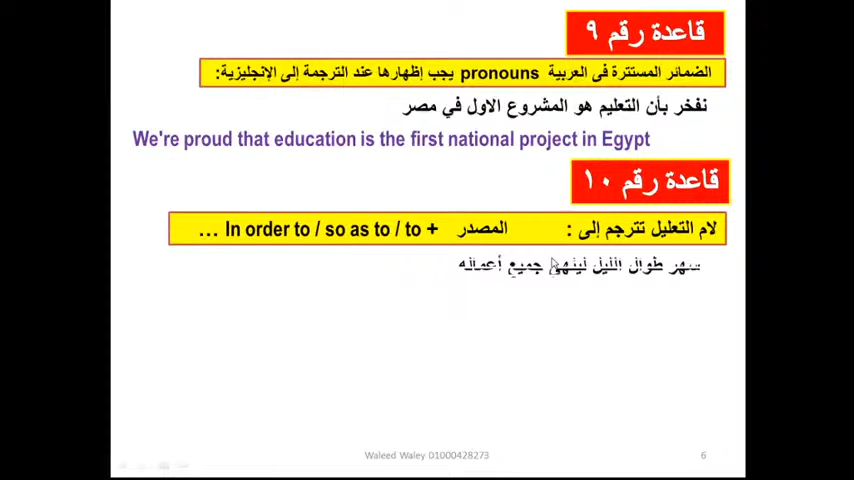 قاعدة رقم ٩
الضمائر المستترة فى العربية pronouns يجب إظهارها عند الترجمة إلى الإنجليزية:
نفخر بأن التعليم هو المشروع الاول في مصر
We're proud that education is the first national project in Egypt
قاعدة رقم ١٠
لام التعليل تترجم إلى : المصدر In order to / so as to / to + ...
سهر طوال الليل لينهي جميع أعماله
Waleed Waley 01000428273
6